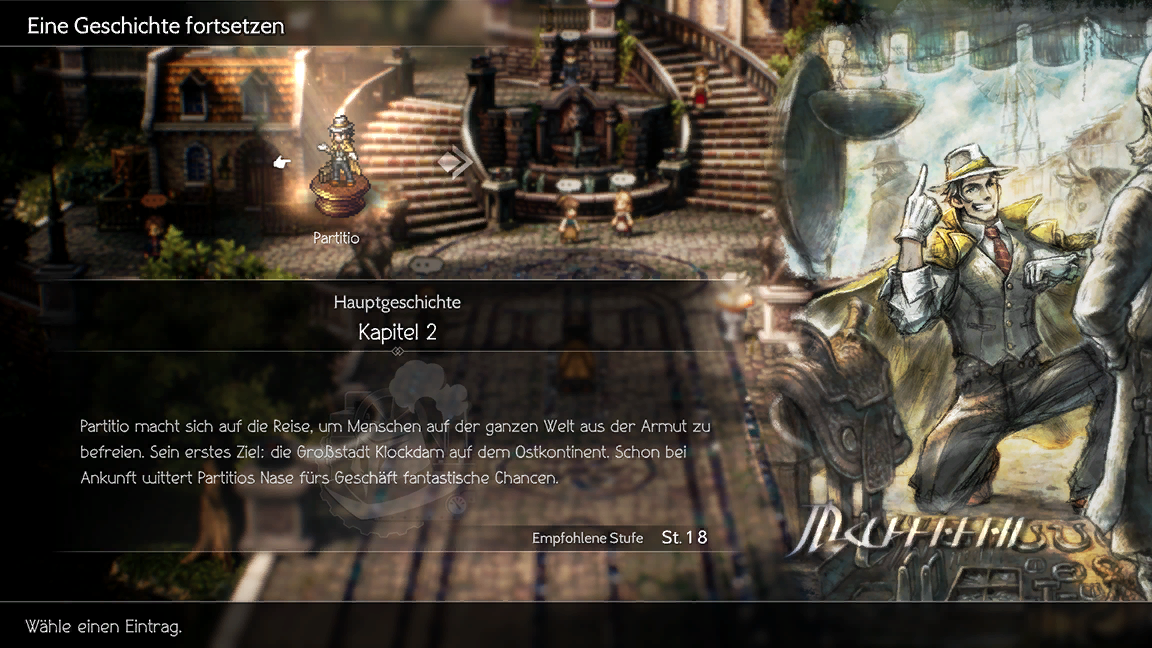 Eine Geschichte fortsetzen
Partitio
Hauptgeschichte
Kapitel 2
Partitio macht sich auf die Reise, um Menschen auf der ganzen Welt aus der Armut zu
befreien. Sein erstes Ziel: die Großstadt Klockdam auf dem Ostkontinent. Schon bei
Ankunft wittert Partitios Nase fürs Geschäft fantastische Chancen.
Empfohlene Stufe St.18
Wähle einen Eintrag.